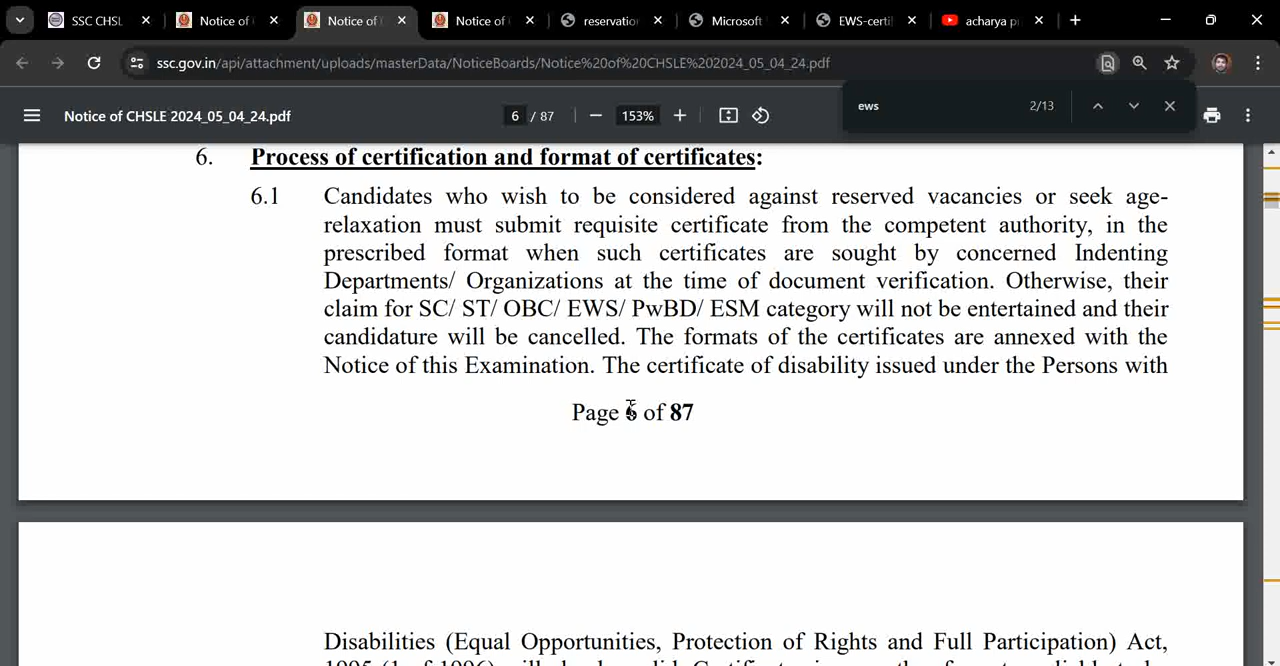 SSC CHSL
Notice of
Notice of
Notice of
reservatio
Microsoft
EWS-certi
acharya p
ssc.gov.in/api/attachment/uploads/masterData/NoticeBoards/Notice%20of%20CHSLE%202024_05_04_24.pdf
Notice of CHSLE 2024_05_04_24.pdf
6 / 87
153%
ews
2/13
6. Process of certification and format of certificates:
6.1 Candidates who wish to be considered against reserved vacancies or seek age-
relaxation must submit requisite certificate from the competent authority, in the
prescribed format when such certificates are sought by concerned Indenting
Departments/ Organizations at the time of document verification. Otherwise, their
claim for SC/ ST/ OBC/ EWS/ PwBD/ ESM category will not be entertained and their
candidature will be cancelled. The formats of the certificates are annexed with the
Notice of this Examination. The certificate of disability issued under the Persons with
Page 6 of 87
Disabilities (Equal Opportunities, Protection of Rights and Full Participation) Act,